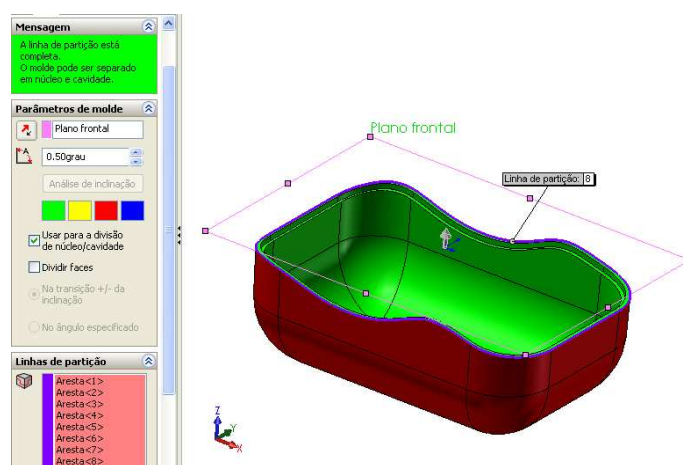 Mensagem
A linha de partição está
completa.
O molde pode ser separado
em núcleo e cavidade.
Parâmetros de molde
Plano frontal
0.50grau
Análise de inclinação
Usar para a divisão
de núcleo/cavidade
Dividir faces
Na transição +/- da
inclinação
No ângulo especificado
Linhas de partição
Aresta<1>
Aresta<2>
Aresta<3>
Aresta<4>
Aresta<5>
Aresta<6>
Aresta<7>
Aresta<8>
Plano frontal
Linha de partição: 8
Z
Y
X